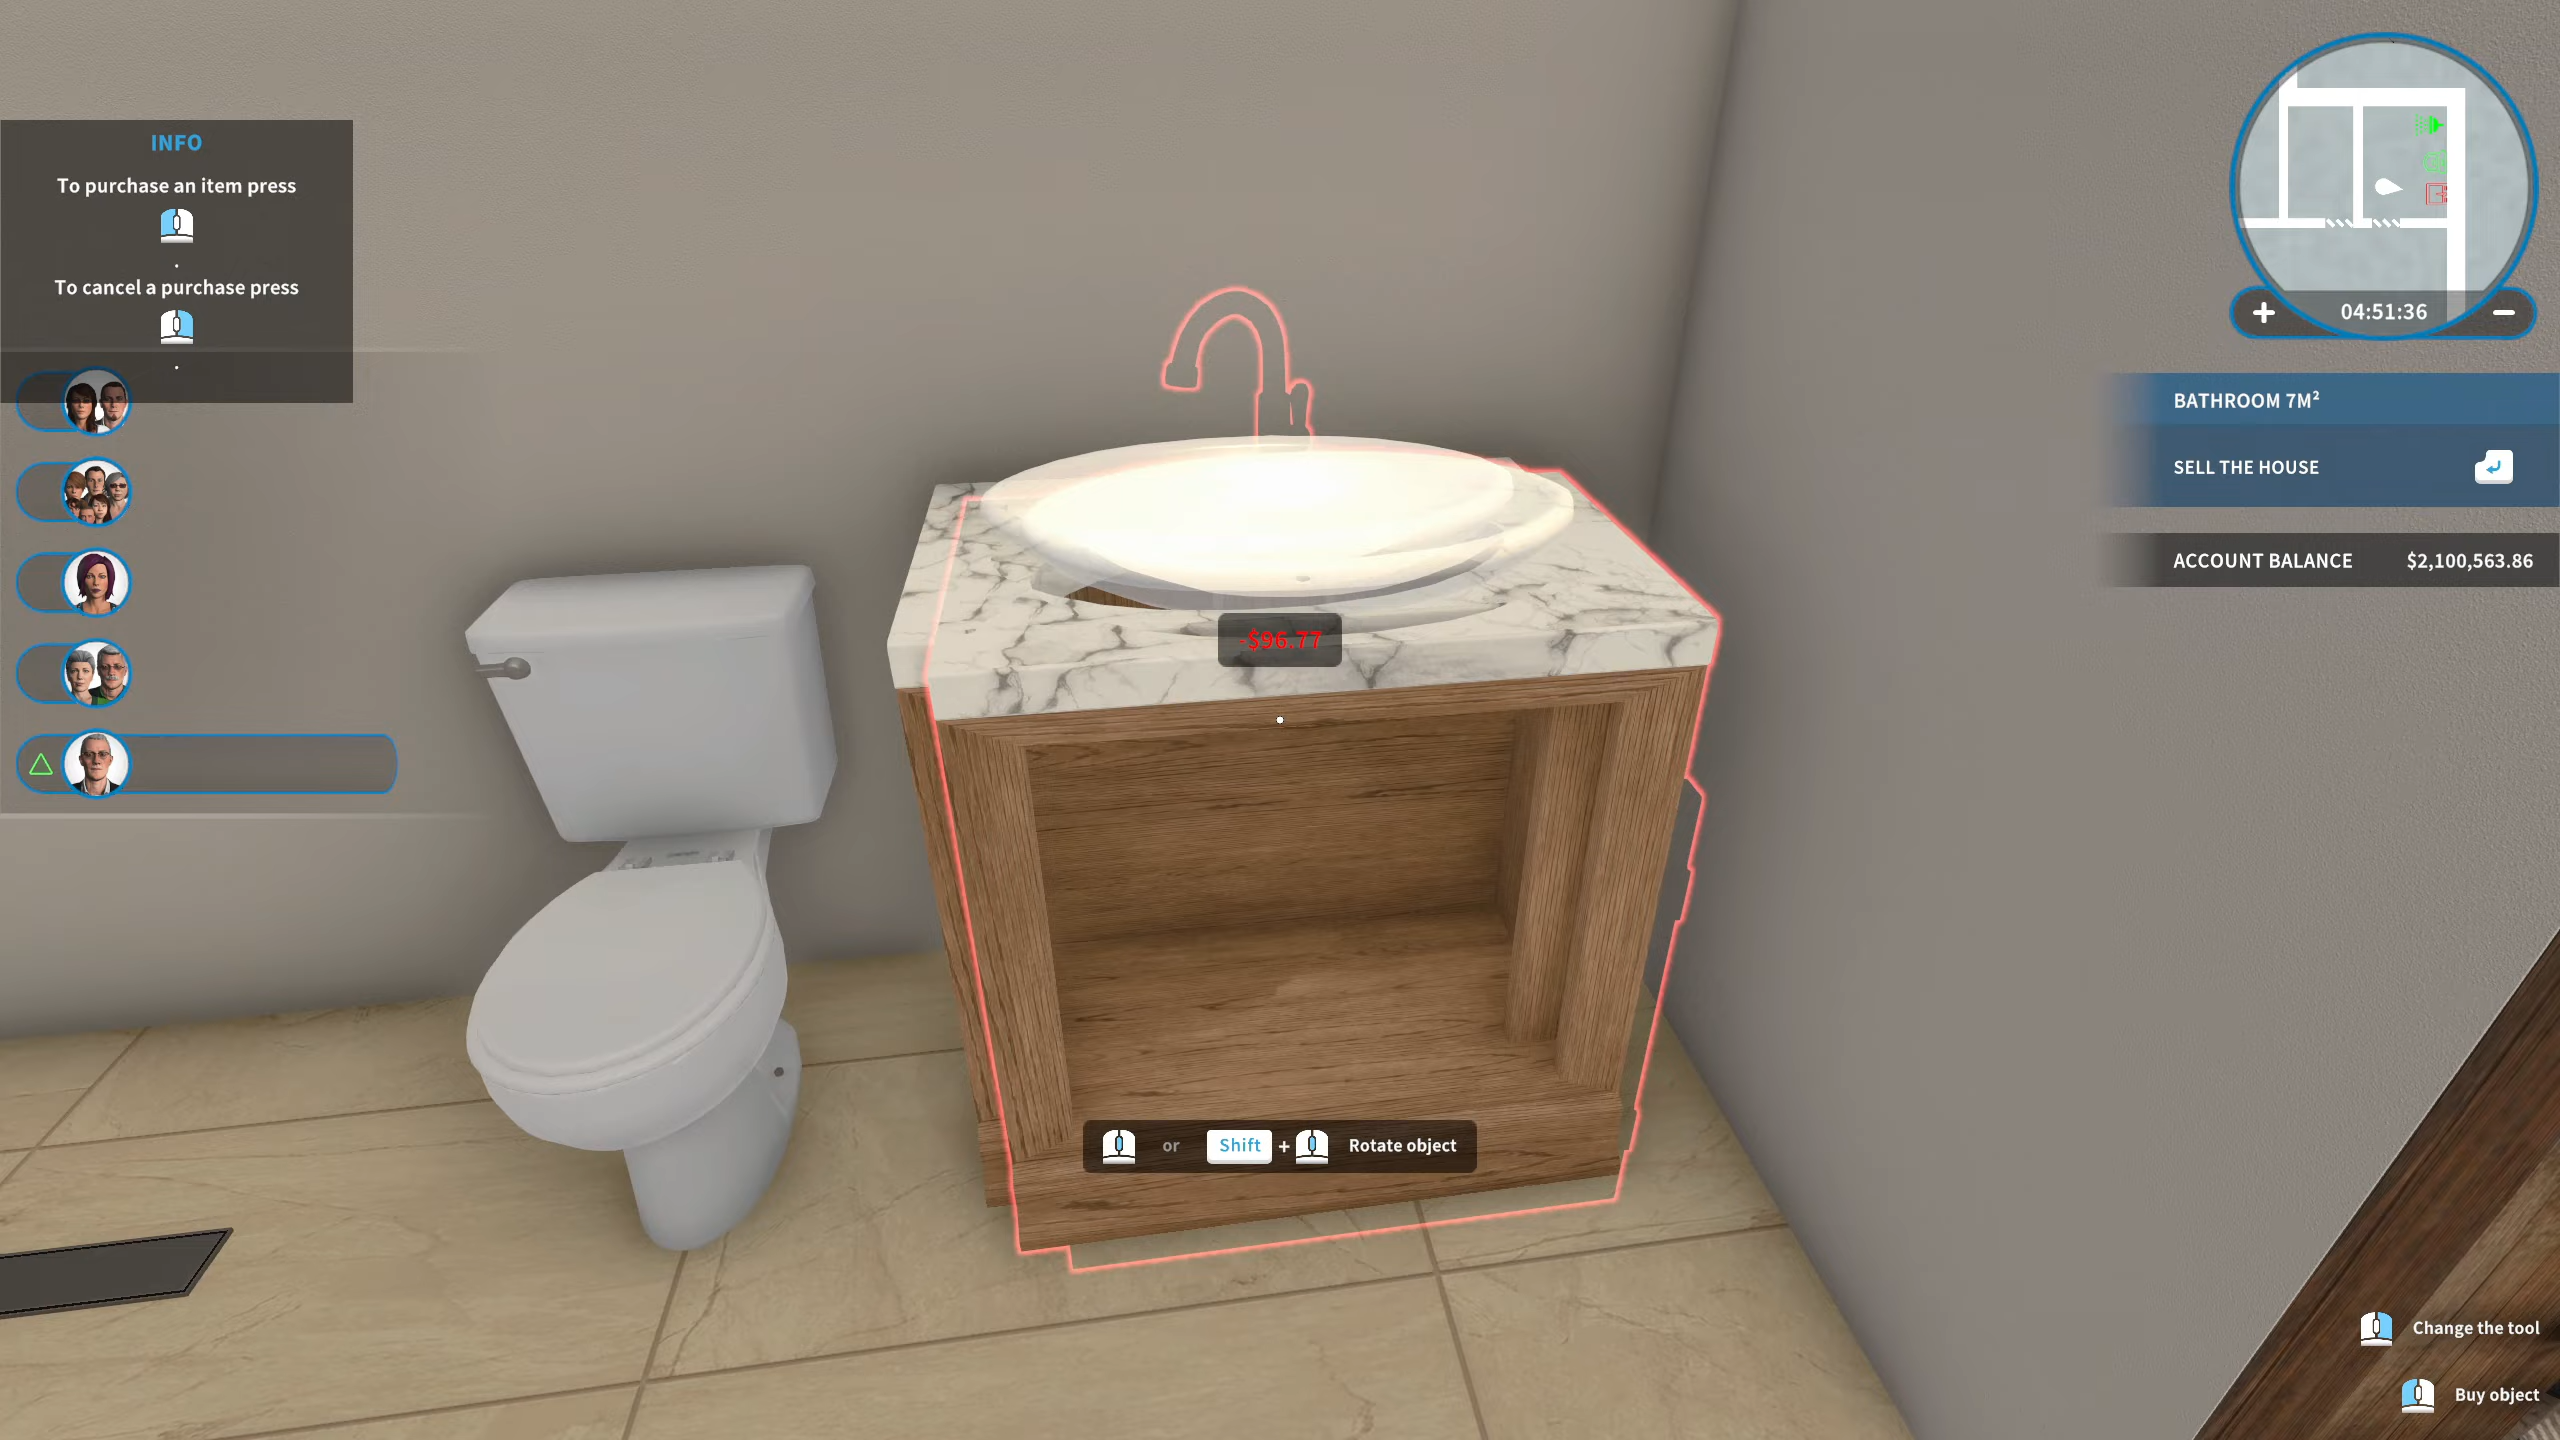 INFO
To purchase an item press
.
To cancel a purchase press
.
04:51:36
BATHROOM 7M²
SELL THE HOUSE
ACCOUNT BALANCE $2,100,563.86
-$96.77
or Shift + Rotate object
Change the tool
Buy object